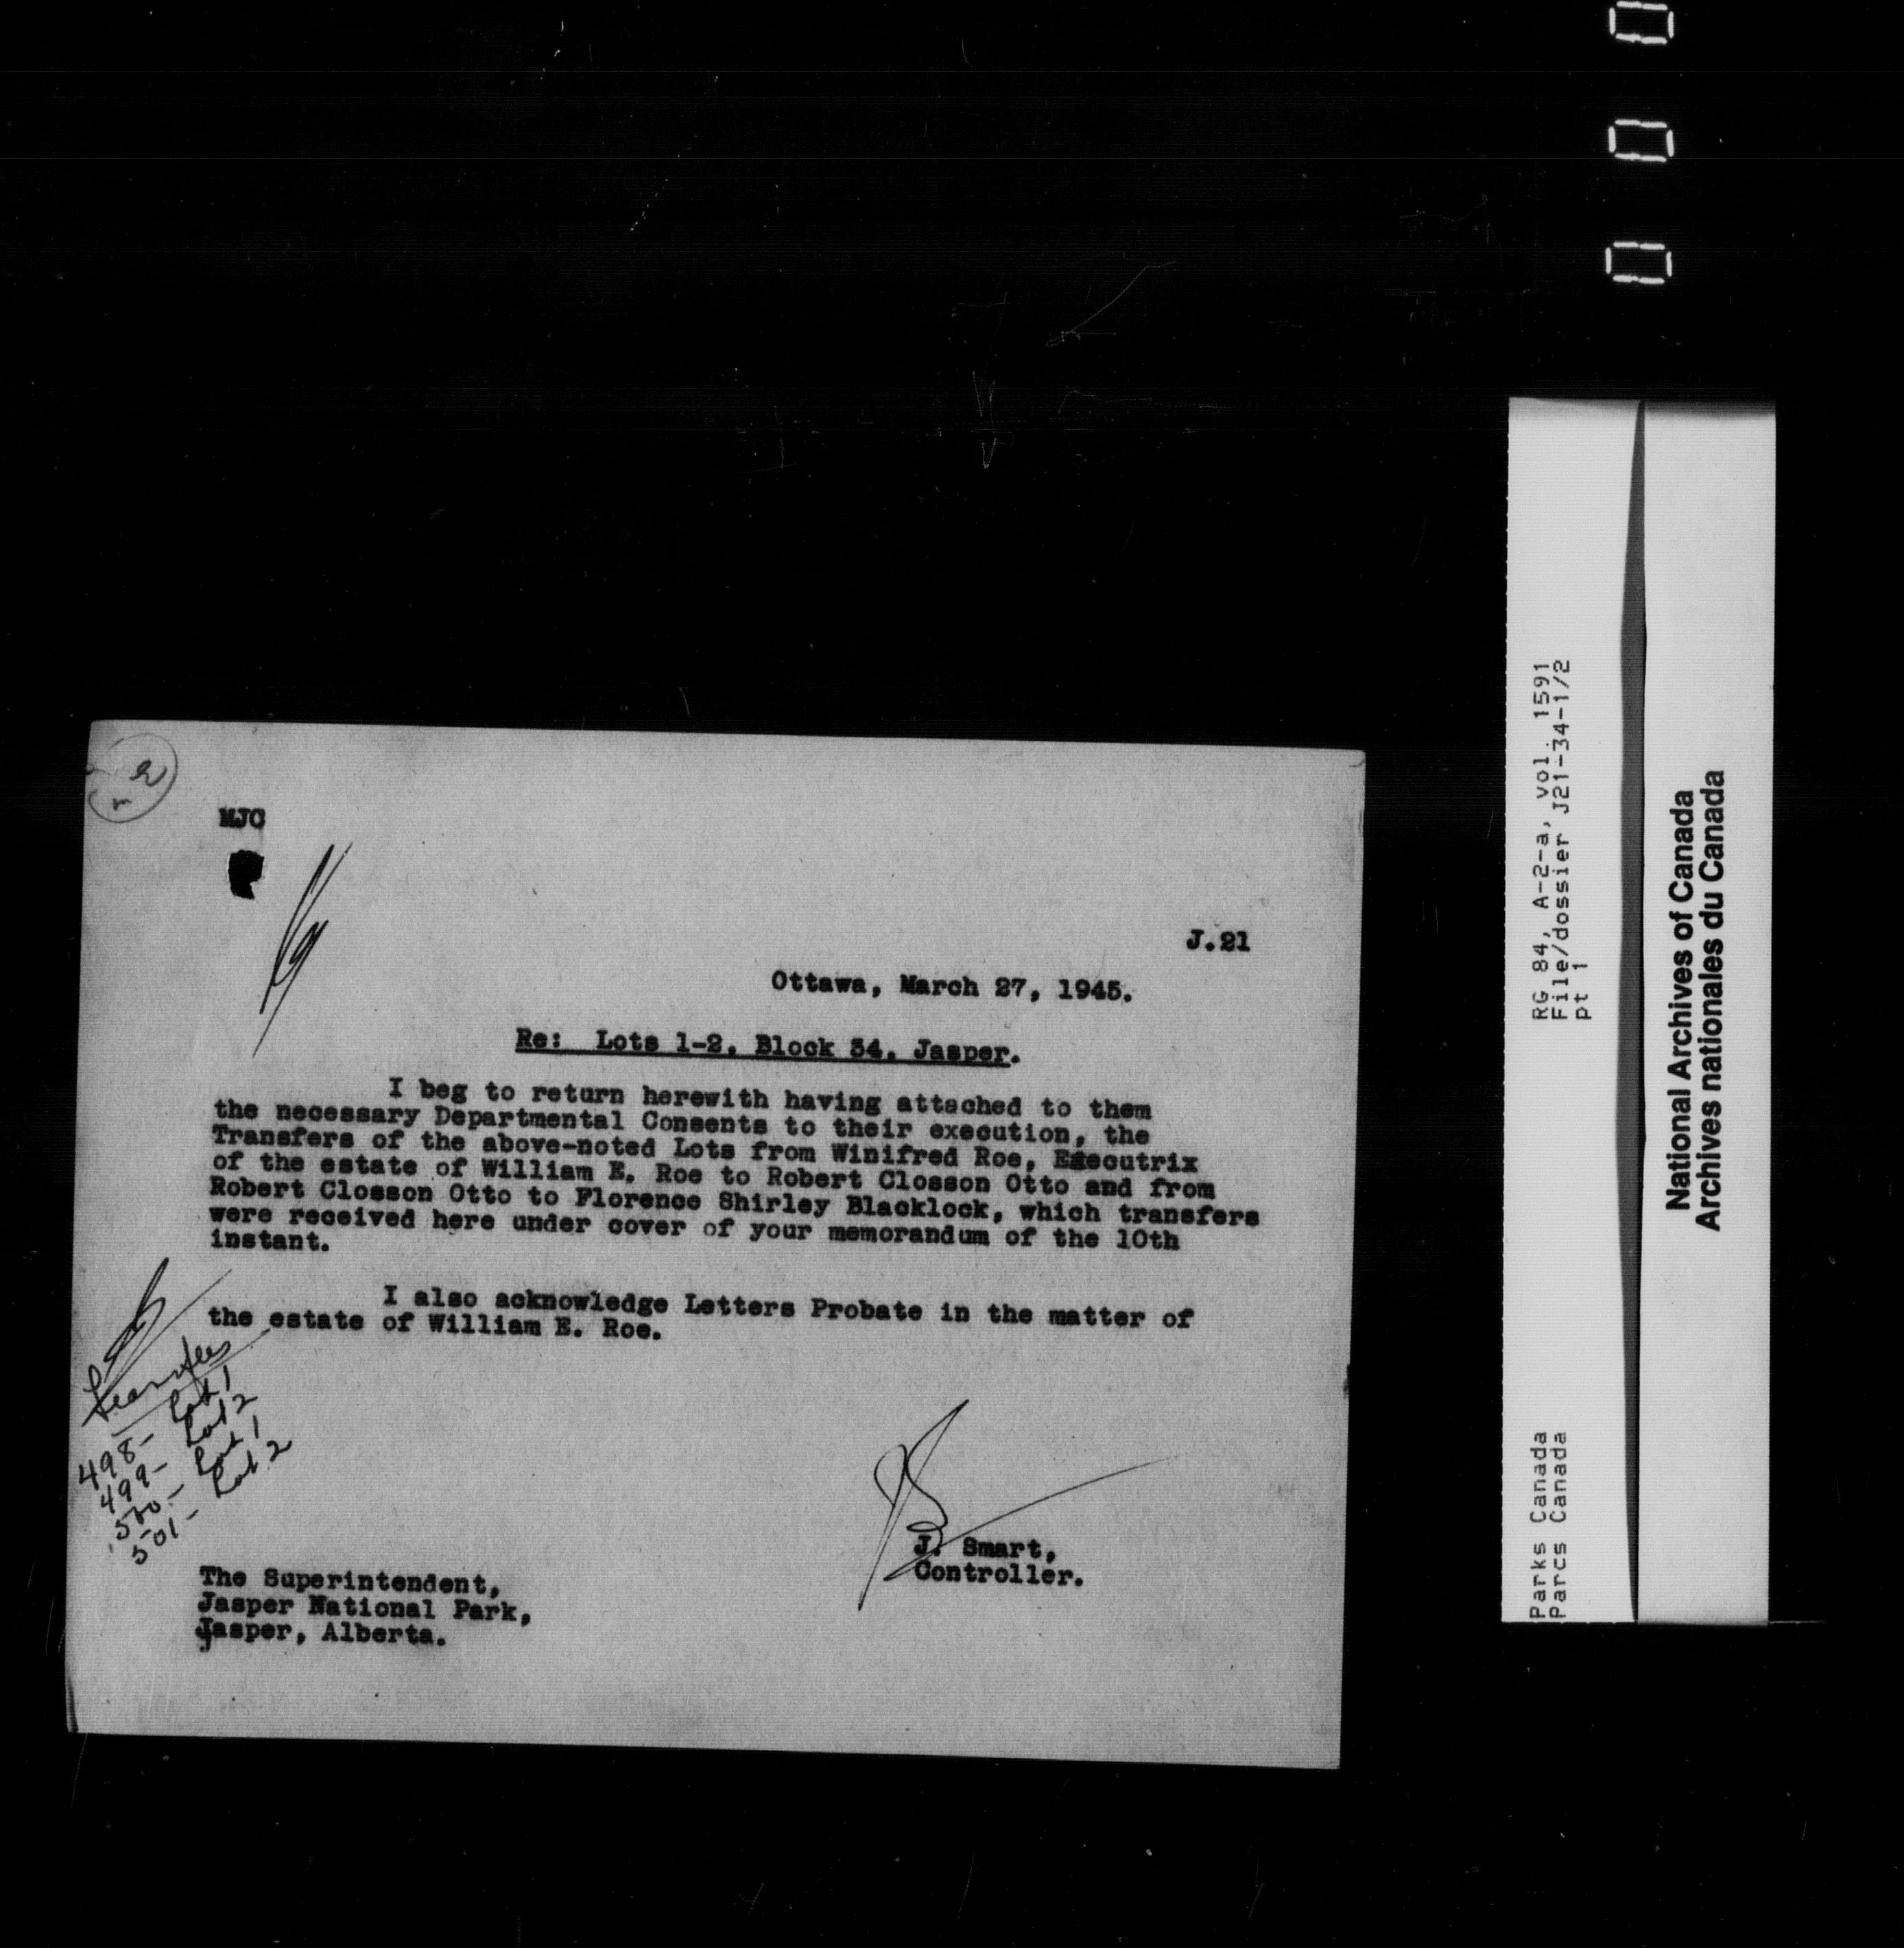 0 0 0
MJC
J.21
Ottawa, March 27, 1945.
Re: Lots 1-2, Block 34, Jasper.
I beg to return herewith having attached to them
the necessary Departmental Consents to their execution, the
Transfers of the above-noted Lots from Winifred Roe, Executrix
of the estate of William E. Roe to Robert Closson Otto and from
Robert Closson Otto to Florence Shirley Blacklock, which transfers
were received here under cover of your memorandum of the 10th
instant.
I also acknowledge Letters Probate in the matter of
the estate of William E. Roe.
Transfers
498- Lot 1
499- Lot 2
500- Lot 1
501- Lot 2
J. Smart,
Controller.
The Superintendent,
Jasper National Park,
Jasper, Alberta.
RG 84, A-2-a, vol. 1591
File/dossier J21-34-1/2
pt 1
Parks Canada
Parcs Canada
National Archives of Canada
Archives nationales du Canada